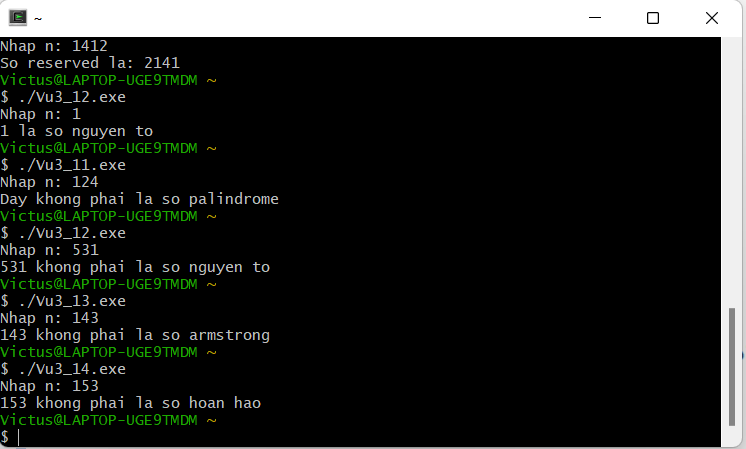 ~
Nhap n: 1412
So reserved la: 2141
Victus@LAPTOP-UGE9TMDM ~
$ ./Vu3_12.exe
Nhap n: 1
1 la so nguyen to
Victus@LAPTOP-UGE9TMDM ~
$ ./Vu3_11.exe
Nhap n: 124
Day khong phai la so palindrome
Victus@LAPTOP-UGE9TMDM ~
$ ./Vu3_12.exe
Nhap n: 531
531 khong phai la so nguyen to
Victus@LAPTOP-UGE9TMDM ~
$ ./Vu3_13.exe
Nhap n: 143
143 khong phai la so armstrong
Victus@LAPTOP-UGE9TMDM ~
$ ./Vu3_14.exe
Nhap n: 153
153 khong phai la so hoan hao
Victus@LAPTOP-UGE9TMDM ~
$